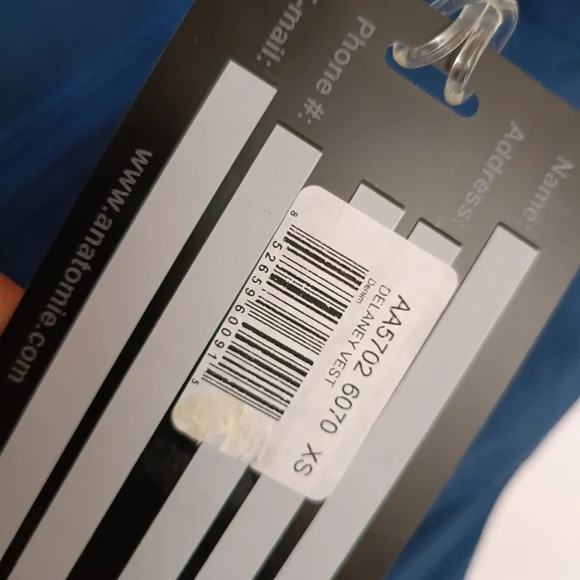 Name:
Address:
Phone #:
E-mail:
www.anatomie.com
AA5702 6070 XS
DELANEY VEST
Denim
8 52659 60091 5